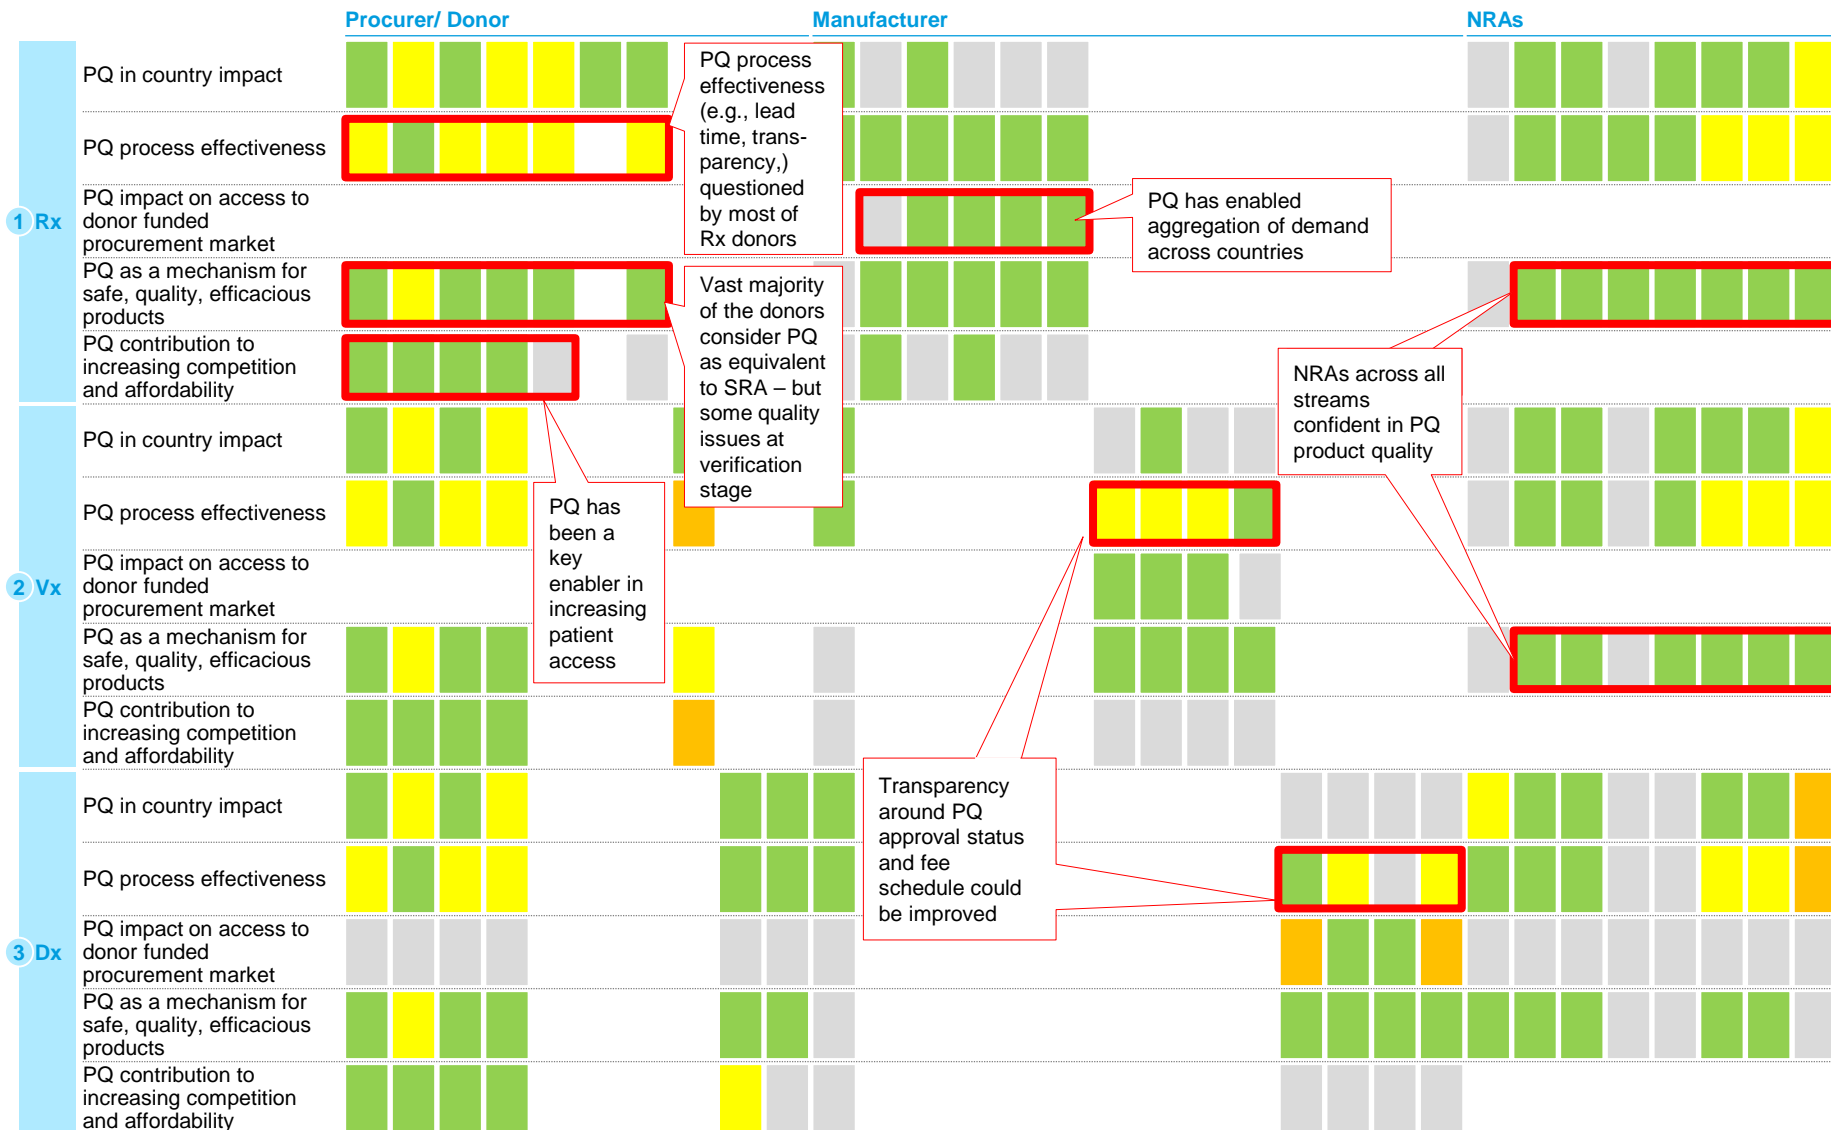 Procurer/ Donor
Manufacturer
NRAs
1 Rx
PQ in country impact
PQ process effectiveness
PQ impact on access to
donor funded
procurement market
PQ as a mechanism for
safe, quality, efficacious
products
PQ contribution to
increasing competition
and affordability
PQ process
effectiveness
(e.g., lead
time, trans-
parency,)
questioned
by most of
Rx donors
PQ has enabled
aggregation of demand
across countries
Vast majority
of the donors
consider PQ
as equivalent
to SRA – but
some quality
issues at
verification
stage
NRAs across all
streams
confident in PQ
product quality
2 Vx
PQ in country impact
PQ process effectiveness
PQ impact on access to
donor funded
procurement market
PQ as a mechanism for
safe, quality, efficacious
products
PQ contribution to
increasing competition
and affordability
PQ has
been a
key
enabler in
increasing
patient
access
Transparency
around PQ
approval status
and fee
schedule could
be improved
3 Dx
PQ in country impact
PQ process effectiveness
PQ impact on access to
donor funded
procurement market
PQ as a mechanism for
safe, quality, efficacious
products
PQ contribution to
increasing competition
and affordability